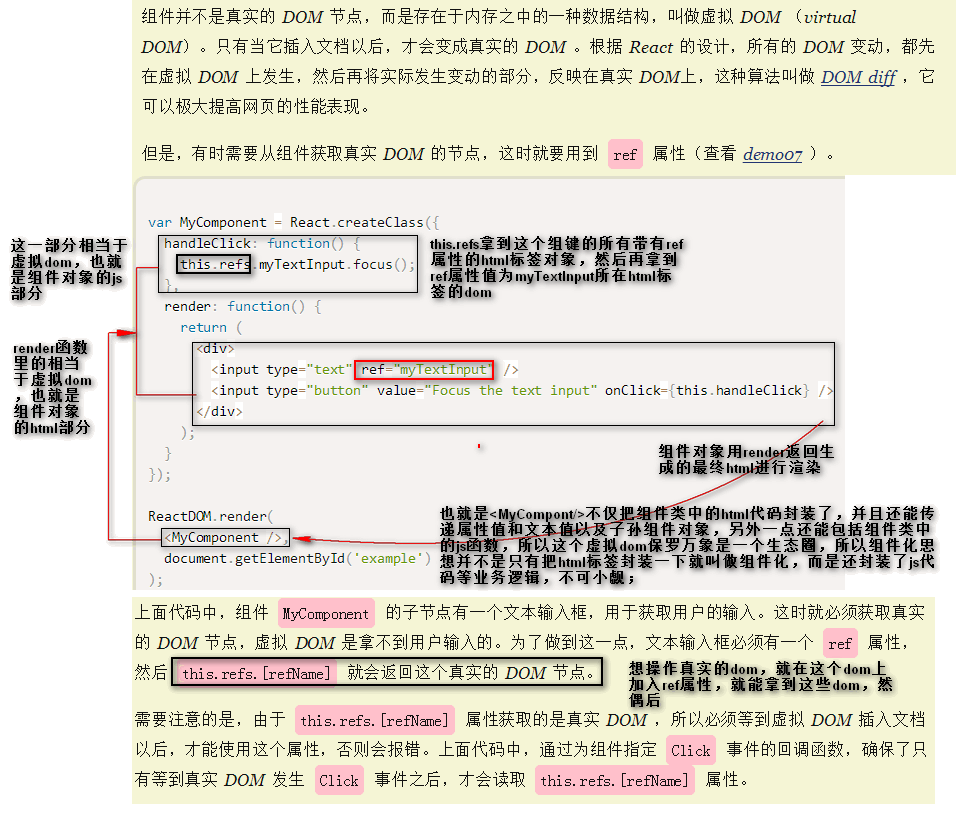 组件并不是真实的 DOM 节点，而是存在于内存之中的一种数据结构，叫做虚拟 DOM （virtual
DOM）。只有当它插入文档以后，才会变成真实的 DOM 。根据 React 的设计，所有的 DOM 变动，都先
在虚拟 DOM 上发生，然后再将实际发生变动的部分，反映在真实 DOM上，这种算法叫做 DOM diff ，它
可以极大提高网页的性能表现。
但是，有时需要从组件获取真实 DOM 的节点，这时就要用到 ref 属性（查看 demo07 ）。
var MyComponent = React.createClass({
handleClick: function() {
this.refs.myTextInput.focus();
},
render: function() {
return (
<div>
<input type="text" ref="myTextInput" />
<input type="button" value="Focus the text input" onClick={this.handleClick} />
</div>
);
}
});
ReactDOM.render(
<MyComponent />,
document.getElementById('example')
);
这一部分相当于
虚拟dom，也就
是组件对象的js
部分
this.refs拿到这个组键的所有带有ref
属性的html标签对象，然后再拿到
ref属性值为myTextInput所在html标
签的dom
render函数
里的相当
于虚拟dom
，也就是
组件对象
的html部分
组件对象用render返回生
成的最终html进行渲染
也就是<MyCompont/>不仅把组件类中的html代码封装了，并且还能传
递属性值和文本值以及子孙组件对象，另外一点还能包括组件类中
的js函数，所以这个虚拟dom保罗万象是一个生态圈，所以组件化思
想并不是只有把html标签封装一下就叫做组件化，而是还封装了js代
码等业务逻辑，不可小觑；
上面代码中，组件 MyComponent 的子节点有一个文本输入框，用于获取用户的输入。这时就必须获取真实
的 DOM 节点，虚拟 DOM 是拿不到用户输入的。为了做到这一点，文本输入框必须有一个 ref 属性，
然后 this.refs.[refName] 就会返回这个真实的 DOM 节点。
想操作真实的dom，就在这个dom上
加入ref属性，就能拿到这些dom，然
偶后
需要注意的是，由于 this.refs.[refName] 属性获取的是真实 DOM ，所以必须等到虚拟 DOM 插入文档
以后，才能使用这个属性，否则会报错。上面代码中，通过为组件指定 Click 事件的回调函数，确保了只
有等到真实 DOM 发生 Click 事件之后，才会读取 this.refs.[refName] 属性。